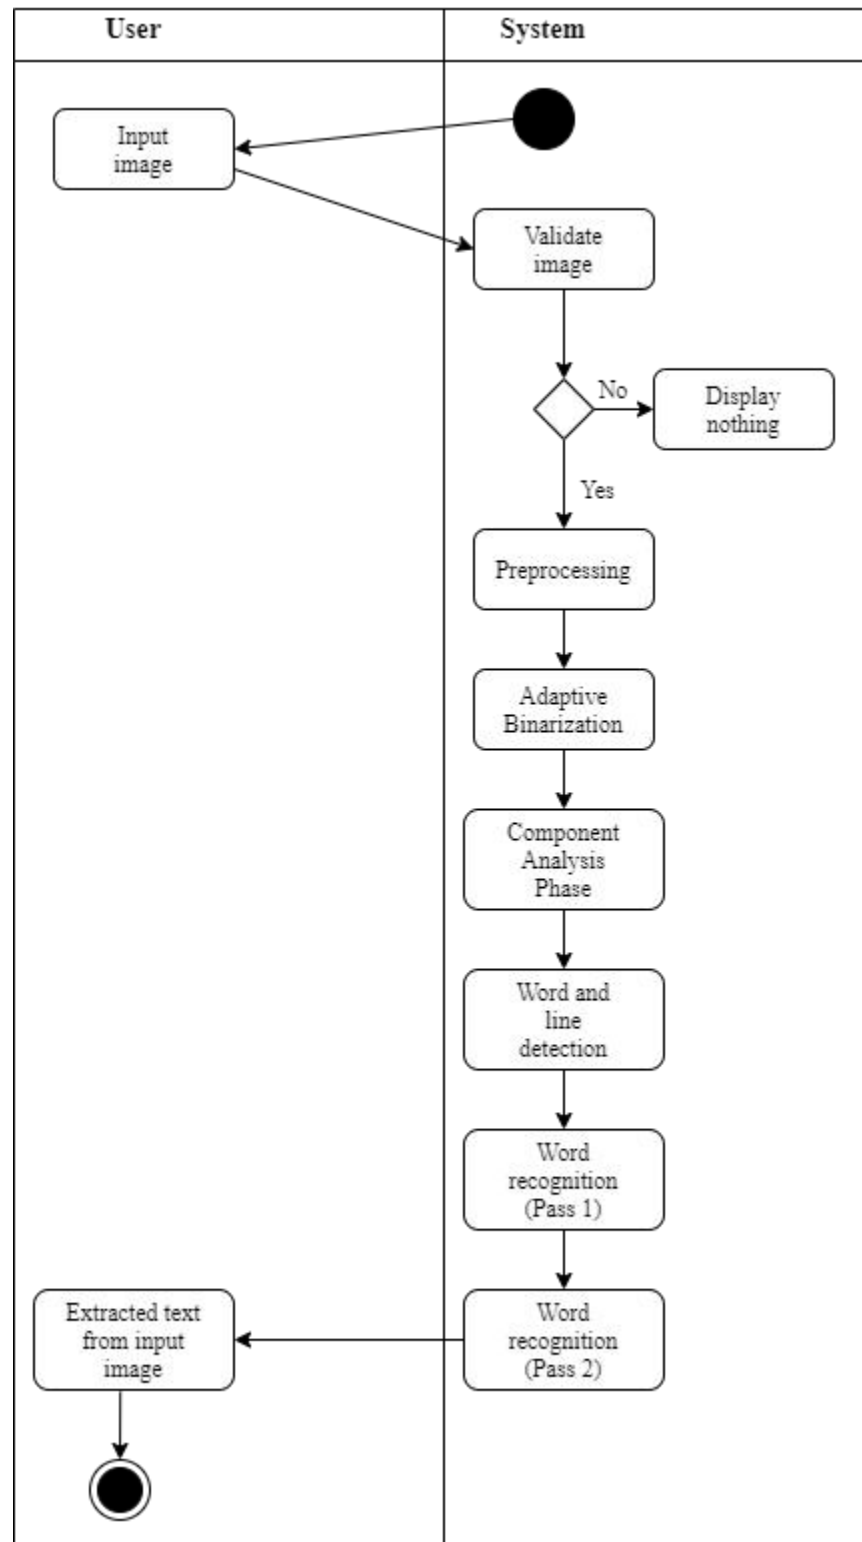 User
System
Input
image
Validate
image
No
Display
nothing
Yes
Preprocessing
Adaptive
Binarization
Component
Analysis
Phase
Word and
line
detection
Word
recognition
(Pass 1)
Extracted text
from input
image
Word
recognition
(Pass 2)